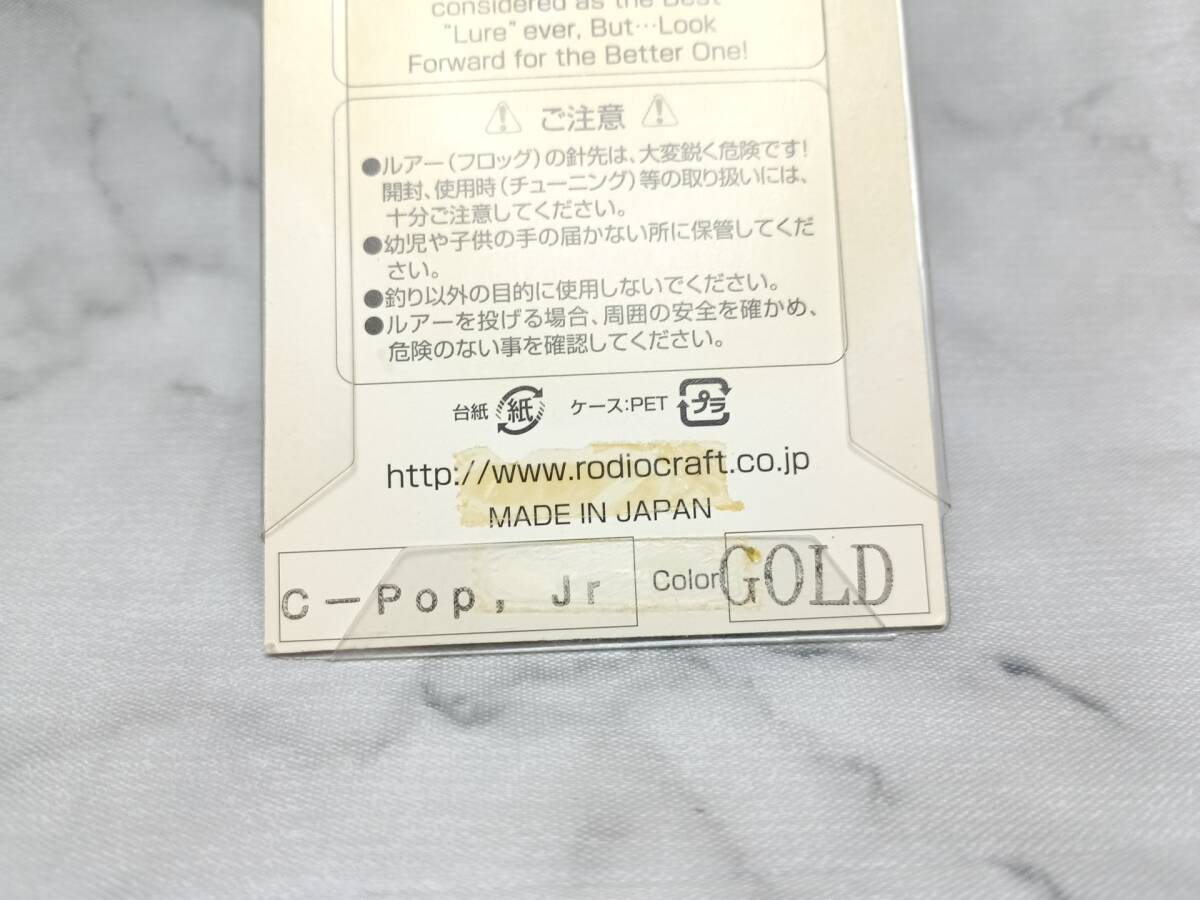 considered as the Best
"Lure" ever, But…Look
Forward for the Better One!
ご注意
●ルアー(フロッグ)の針先は、大変鋭く危険です!
開封、使用時(チューニング)等の取り扱いには、
十分ご注意してください。
●幼児や子供の手の届かない所に保管してくだ
さい。
●釣り以外の目的に使用しないでください。
●ルアーを投げる場合、周囲の安全を確かめ、
危険のない事を確認してください。
台紙 紙 ケース:PET プラ
http://www.rodiocraft.co.jp
MADE IN JAPAN
C-Pop, Jr Color GOLD